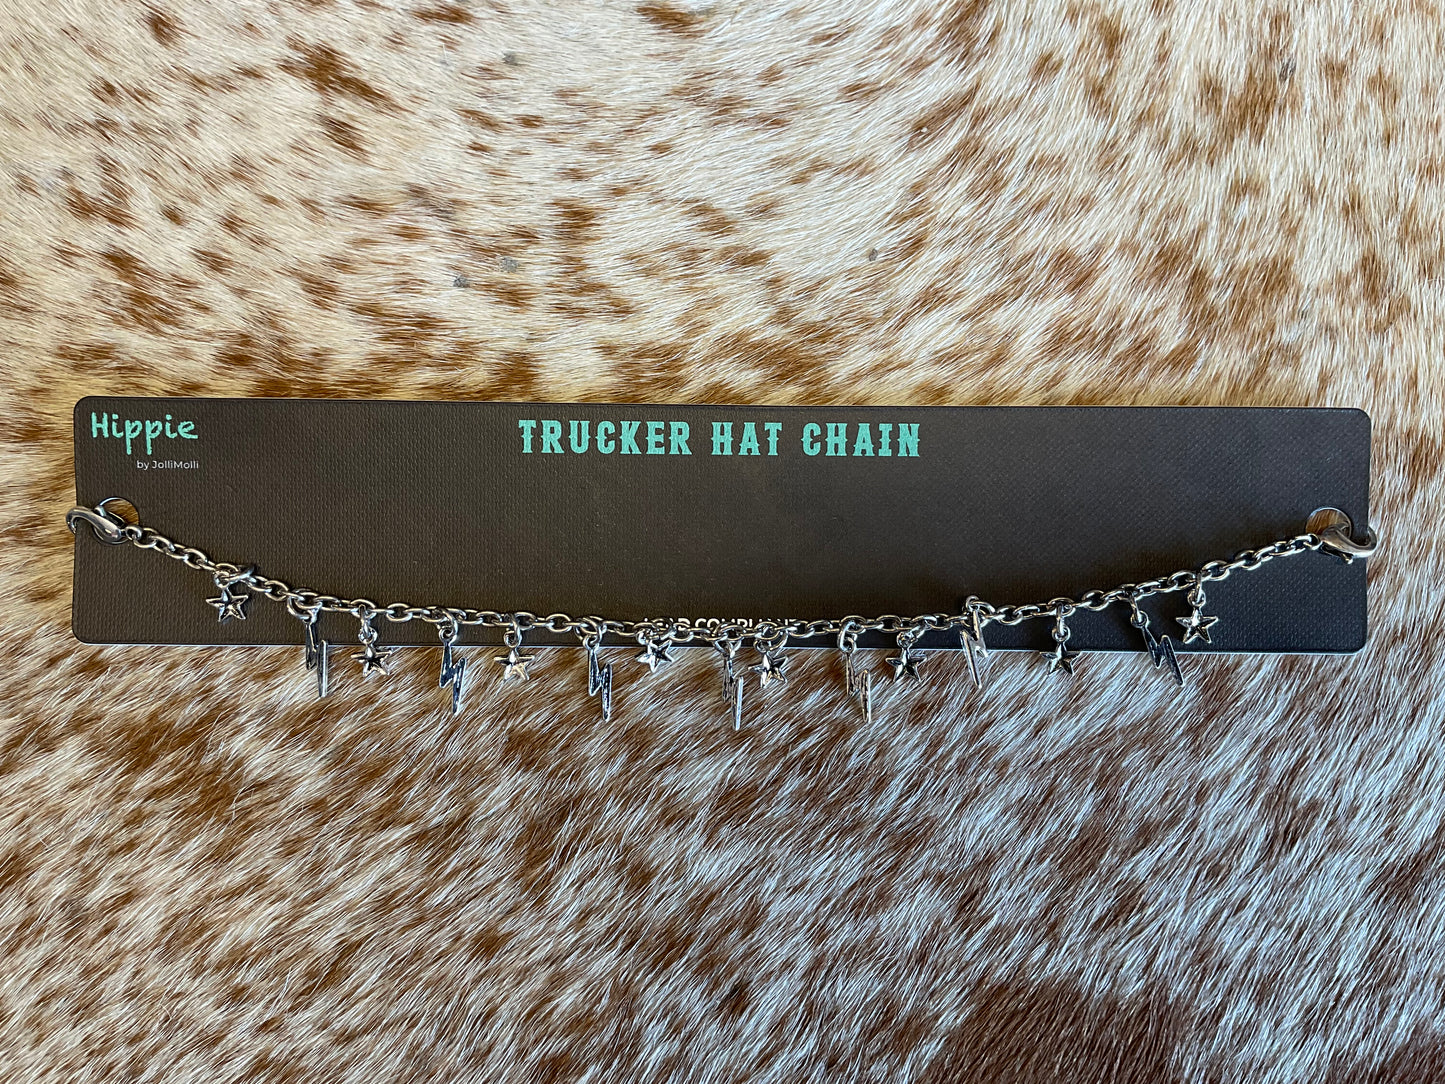 Hippie
by JolliMolli
TRUCKER HAT CHAIN